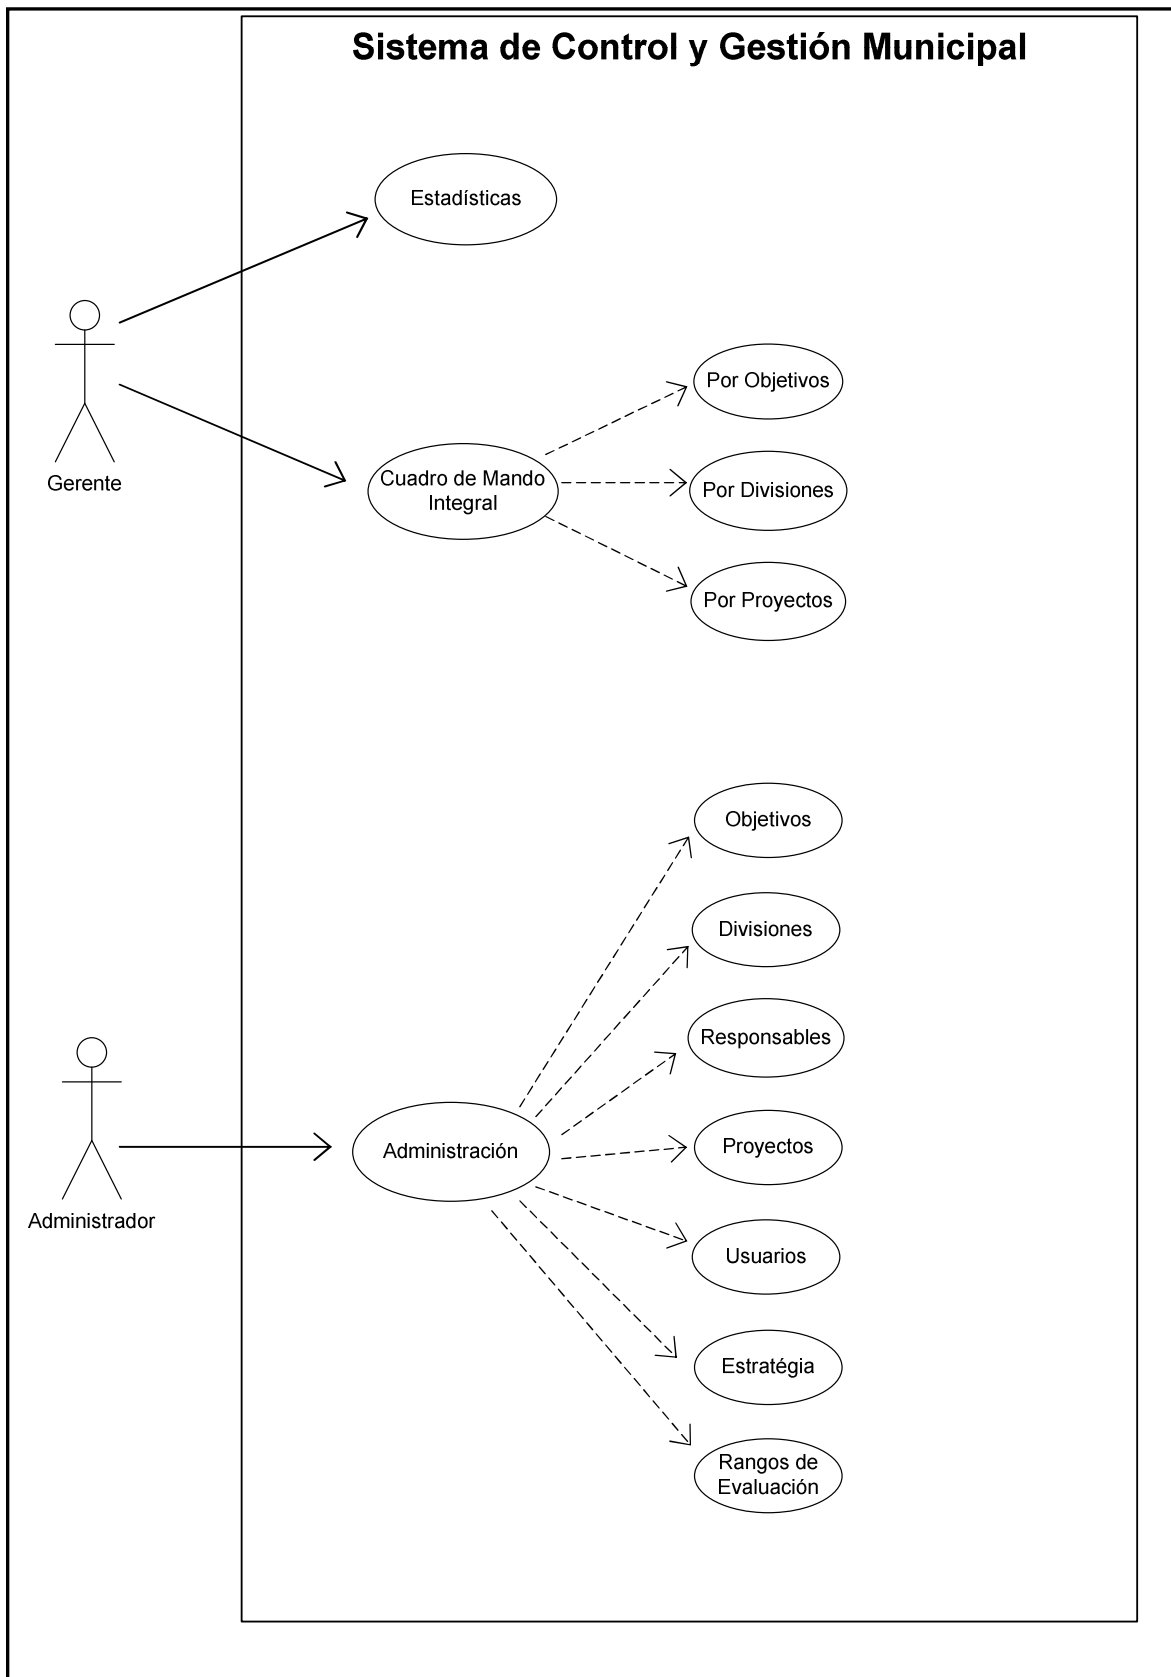 Sistema de Control y Gestión Municipal
Estadísticas
Gerente
Cuadro de Mando
Integral
Por Objetivos
Por Divisiones
Por Proyectos
Administrador
Administración
Objetivos
Divisiones
Responsables
Proyectos
Usuarios
Estratégia
Rangos de
Evaluación